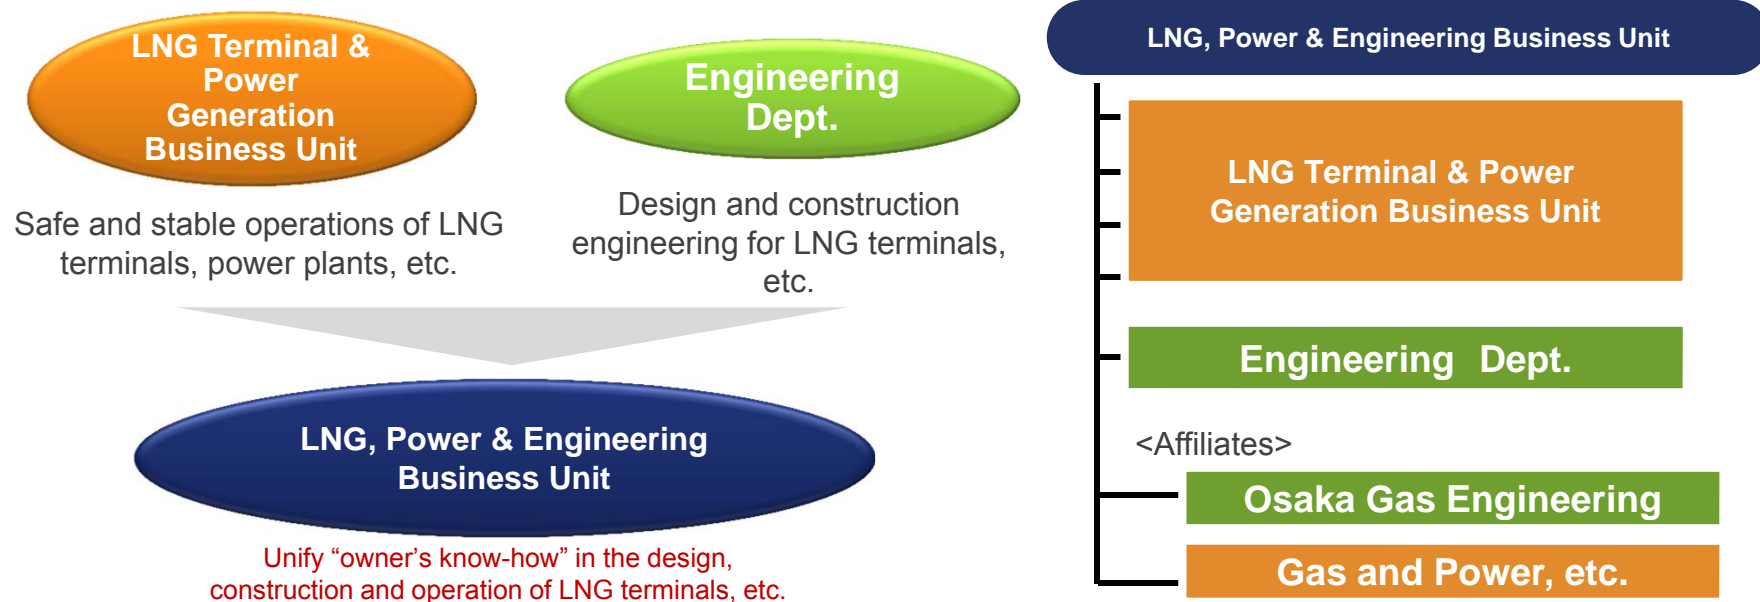 LNG Terminal &
Power
Generation
Business Unit
Safe and stable operations of LNG
terminals, power plants, etc.
Engineering
Dept.
Design and construction
engineering for LNG terminals,
etc.
LNG, Power & Engineering
Business Unit
Unify “owner’s know-how” in the design,
construction and operation of LNG terminals, etc.
LNG, Power & Engineering Business Unit
LNG Terminal & Power
Generation Business Unit
Engineering Dept.
<Affiliates>
Osaka Gas Engineering
Gas and Power, etc.